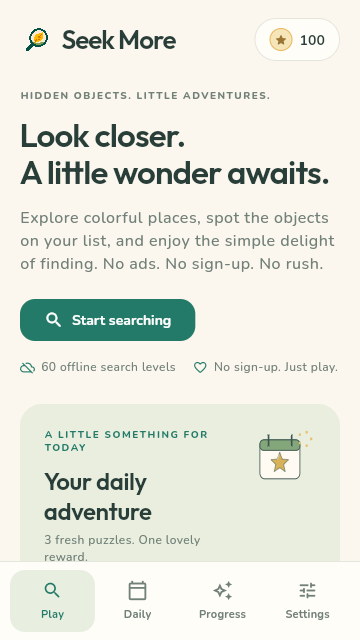 Seek More
100
HIDDEN OBJECTS. LITTLE ADVENTURES.
Look closer.
A little wonder awaits.
Explore colorful places, spot the objects
on your list, and enjoy the simple delight
of finding. No ads. No sign-up. No rush.
Start searching
60 offline search levels
No sign-up. Just play.
A LITTLE SOMETHING FOR
TODAY
Your daily
adventure
3 fresh puzzles. One lovely
reward.
Play
Daily
Progress
Settings